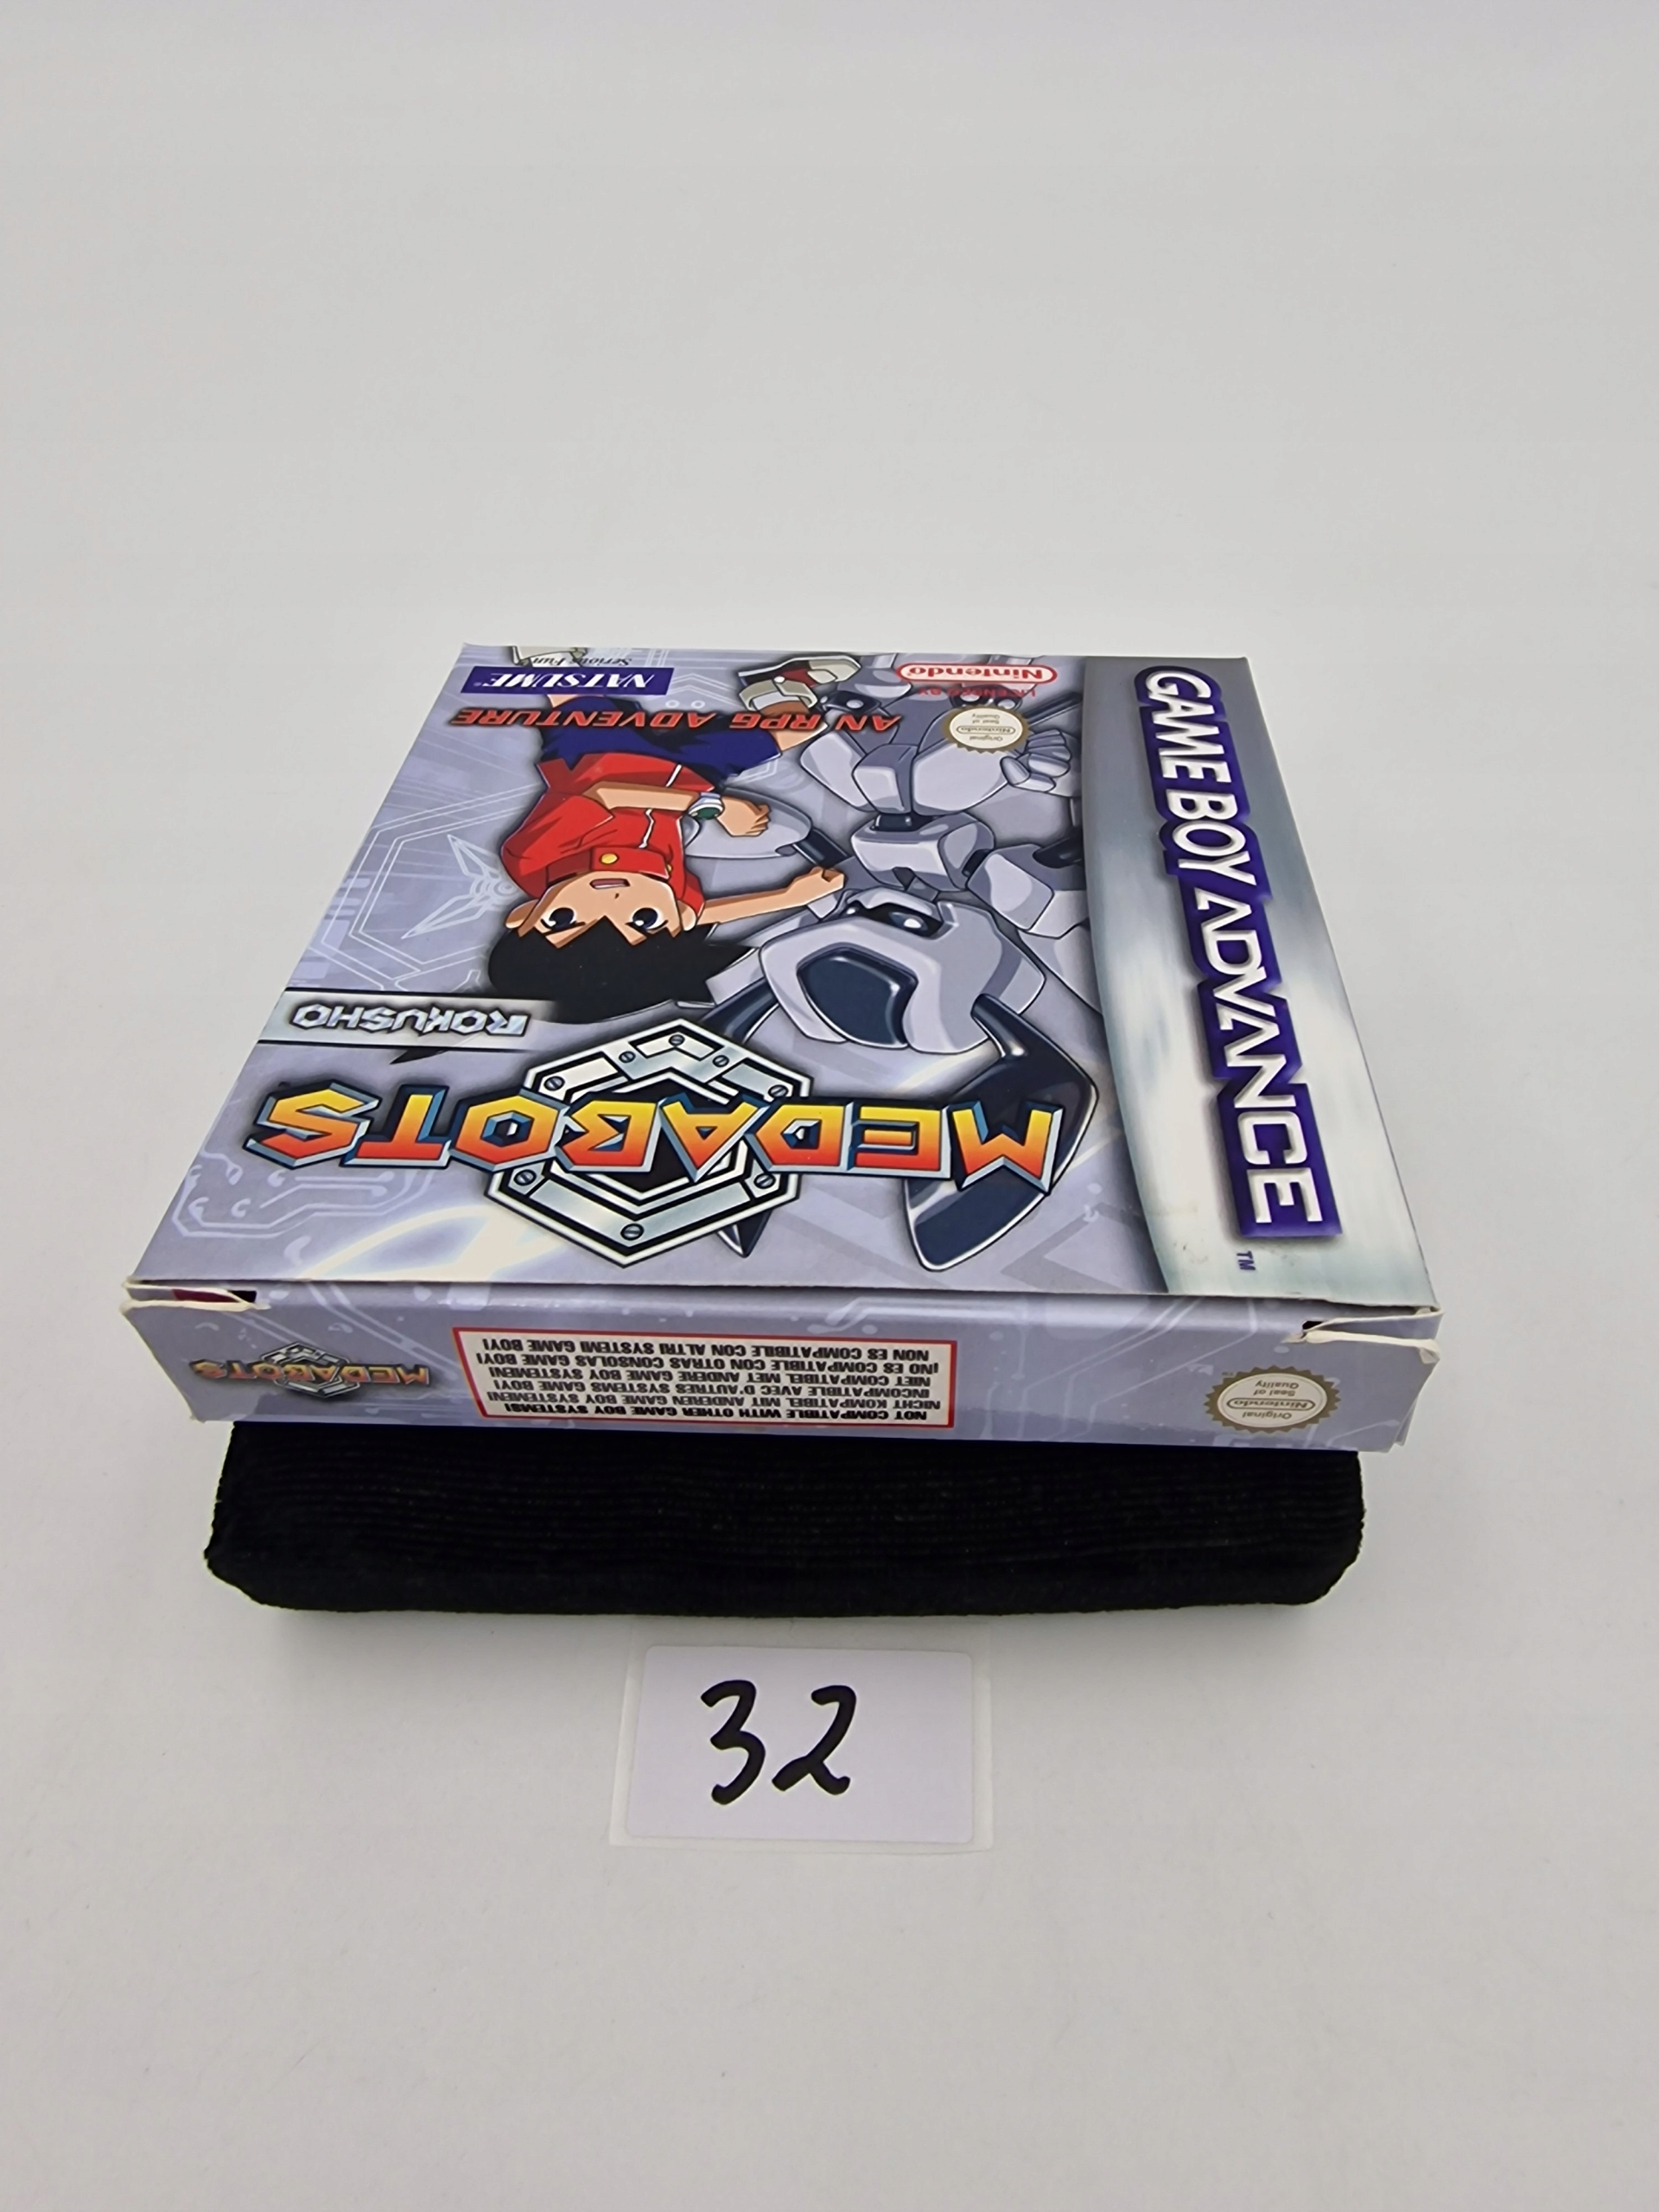 GAME BOY ADVANCE
TM
MEDABOTS
ROKUSHO
AN RPG ADVENTURE
NATSUME®
Serious Fun
LICENSED BY
Nintendo®
Original
Nintendo
Seal of
Quality
Original
Nintendo
Seal of
Quality
NOT COMPATIBLE WITH OTHER GAME BOY SYSTEMS!
NICHT KOMPATIBEL MIT ANDEREN GAME BOY SYSTEMEN!
INCOMPATIBLE AVEC D'AUTRES SYSTEMS GAME BOY!
NIET COMPATIBEL MET ANDERE GAME BOY SYSTEMEN!
¡NO ES COMPATIBLE CON OTRAS CONSOLAS GAME BOY!
NON ES COMPATIBILE CON ALTRI SYSTEMI GAME BOY!
MEDABOTS
32